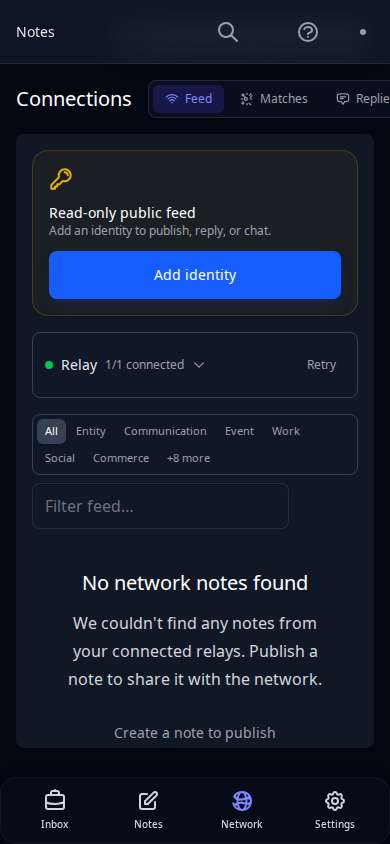 Notes
Connections
Feed
Matches
Replie
Read-only public feed
Add an identity to publish, reply, or chat.
Add identity
Relay 1/1 connected
Retry
All Entity Communication Event Work
Social Commerce +8 more
Filter feed...
No network notes found
We couldn't find any notes from
your connected relays. Publish a
note to share it with the network.
Create a note to publish
Inbox Notes Network Settings